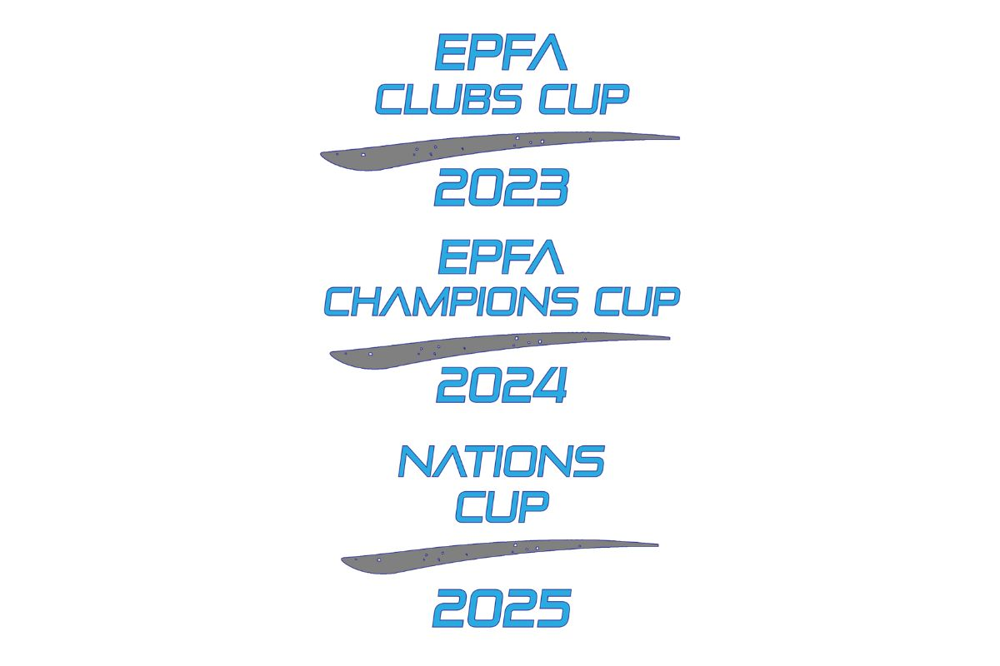 EPFA
CLUBS CUP
2023
EPFA
CHAMPIONS CUP
2024
NATIONS
CUP
2025